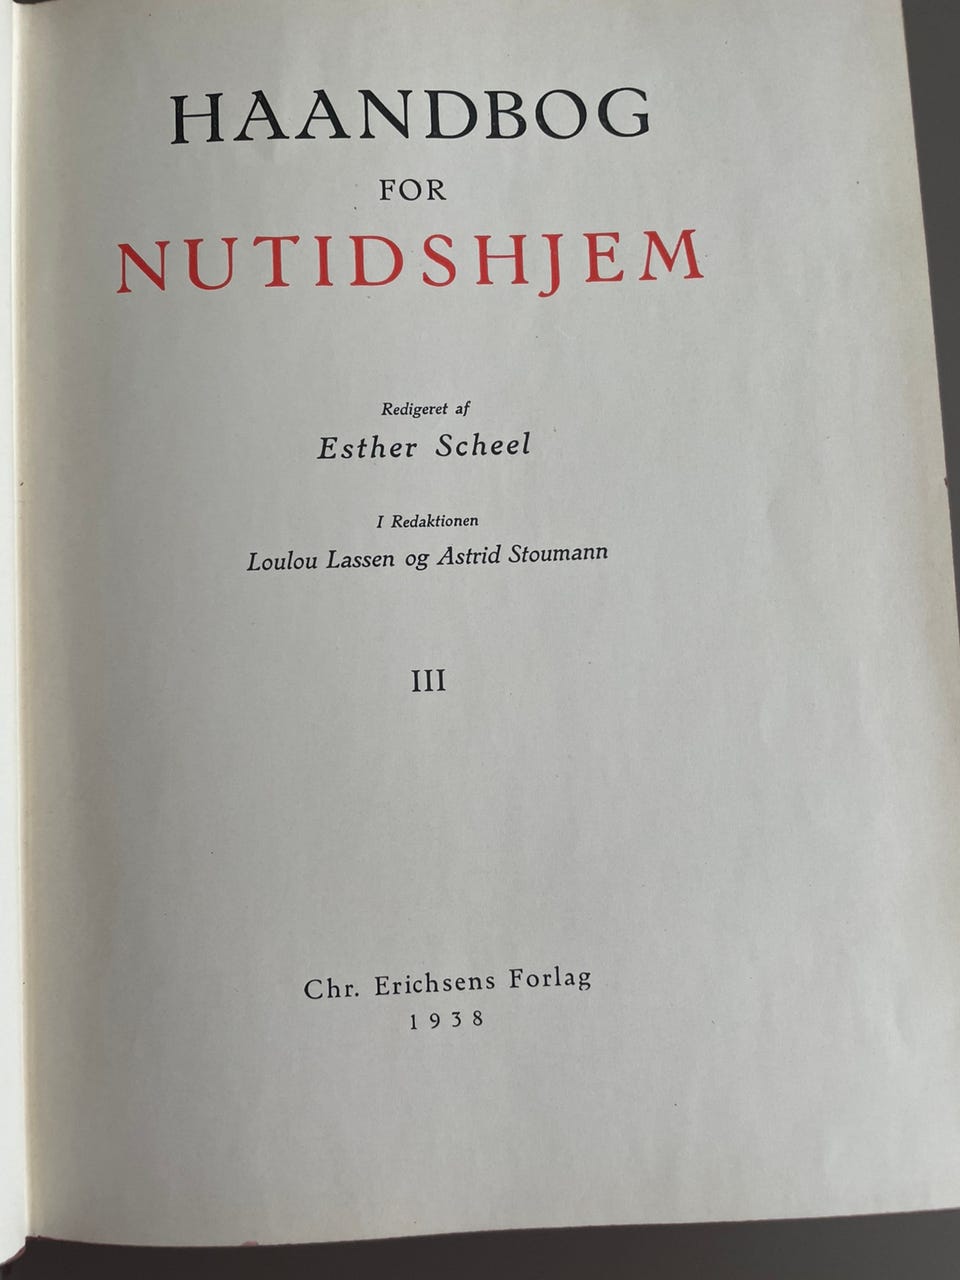 HAANDBOG
FOR
NUTIDSHJEM
Redigeret af
Esther Scheel
I Redaktionen
Loulou Lassen og Astrid Stoumann
III
Chr. Erichsens Forlag
1938